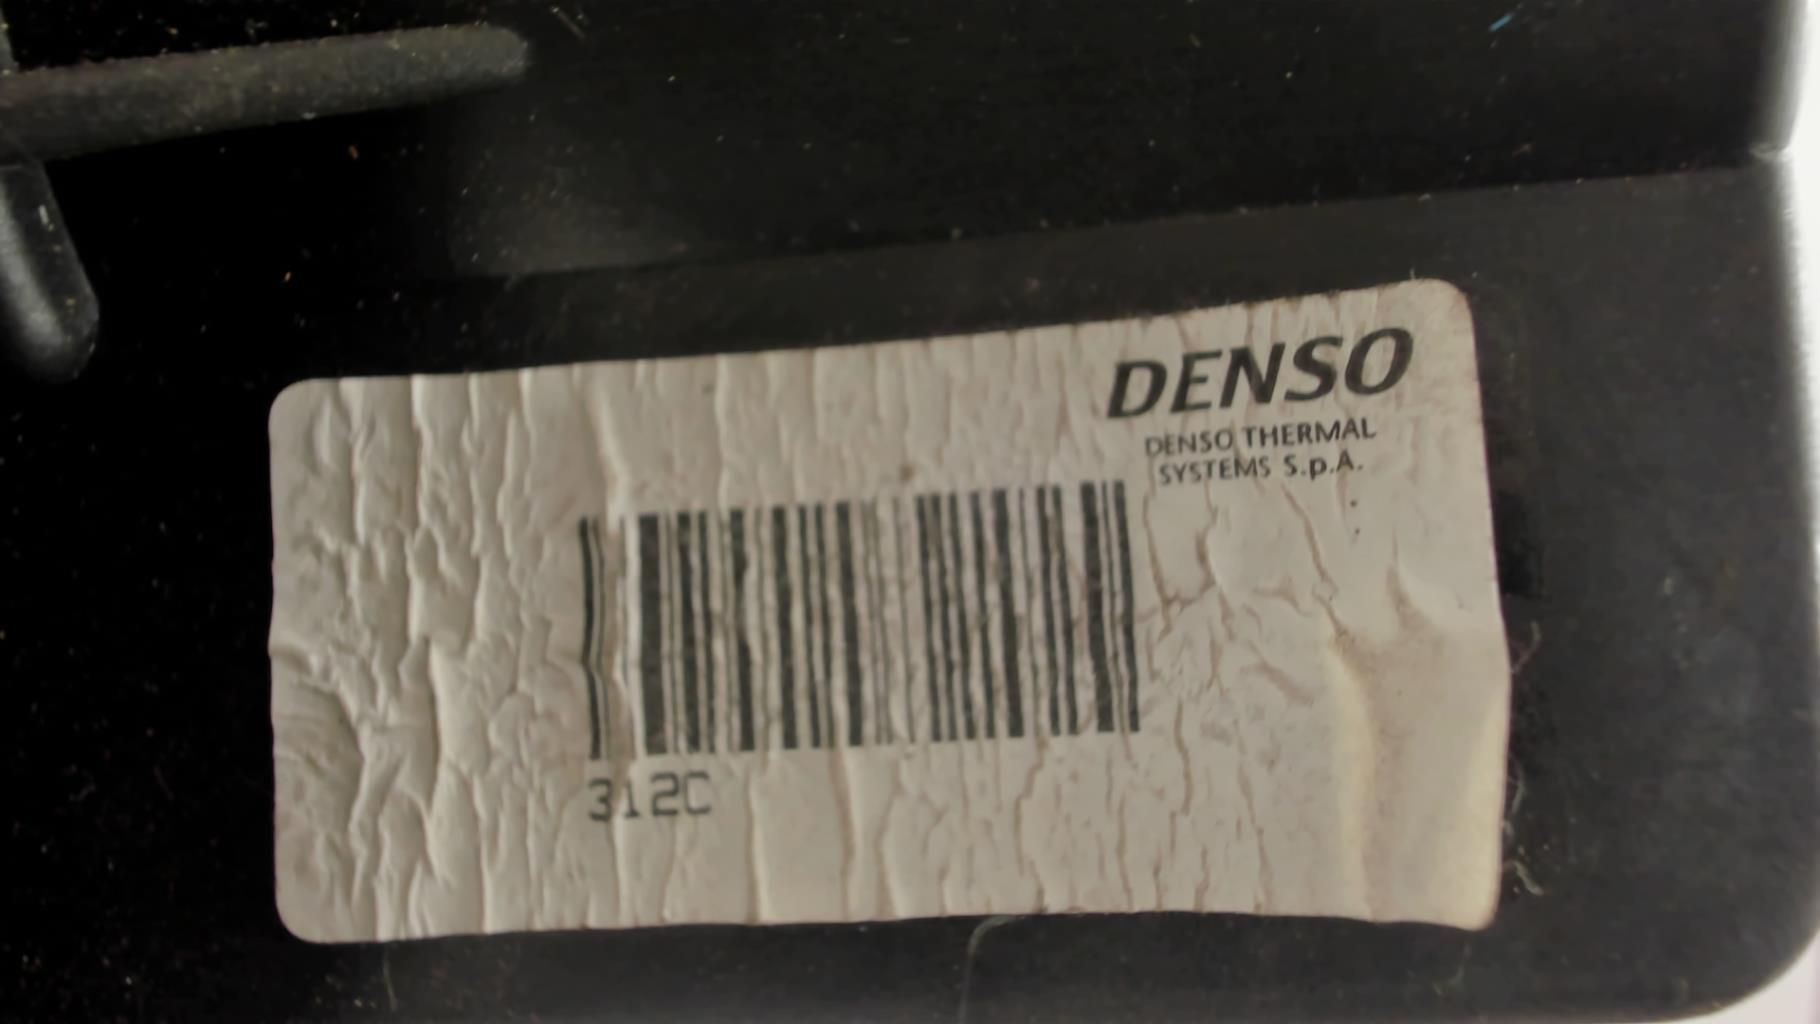 DENSO
DENSO THERMAL
SYSTEMS S.p.A.
312C